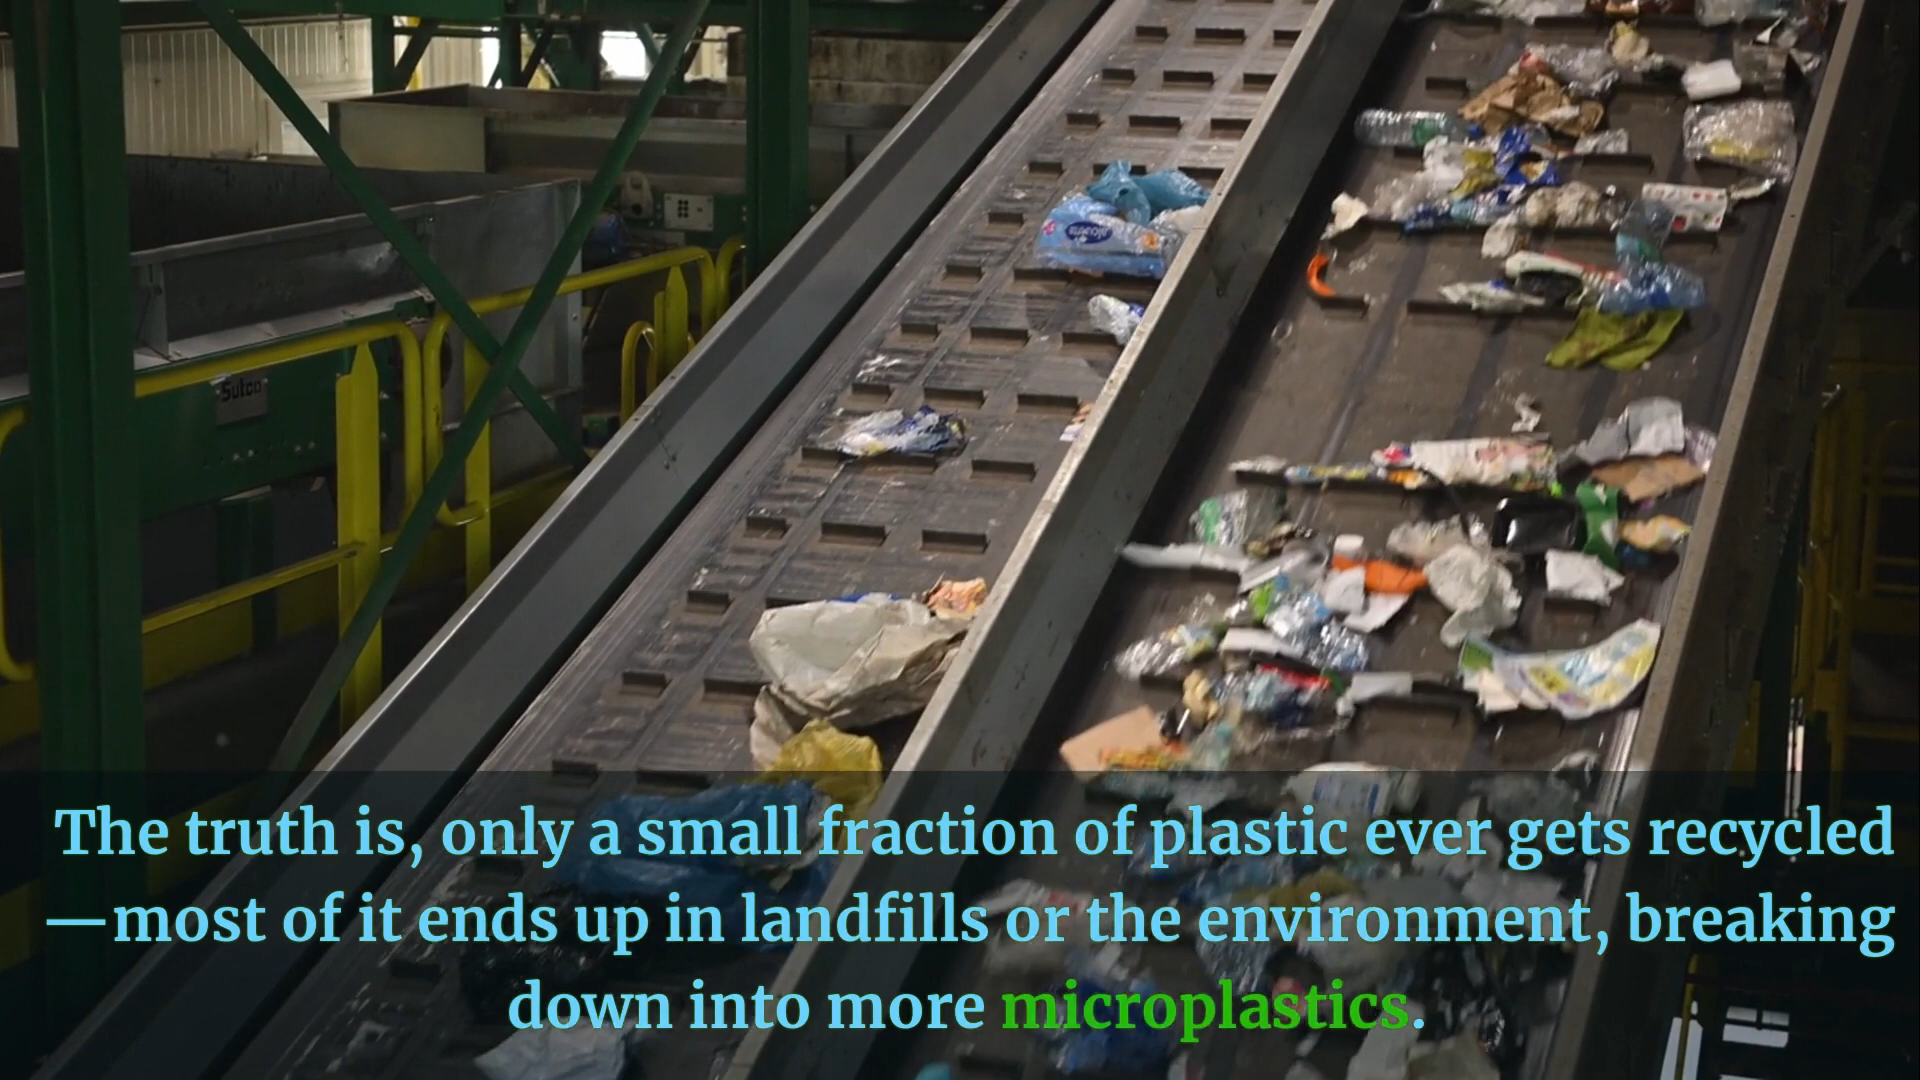 Sutco
The truth is, only a small fraction of plastic ever gets recycled
—most of it ends up in landfills or the environment, breaking
down into more microplastics.